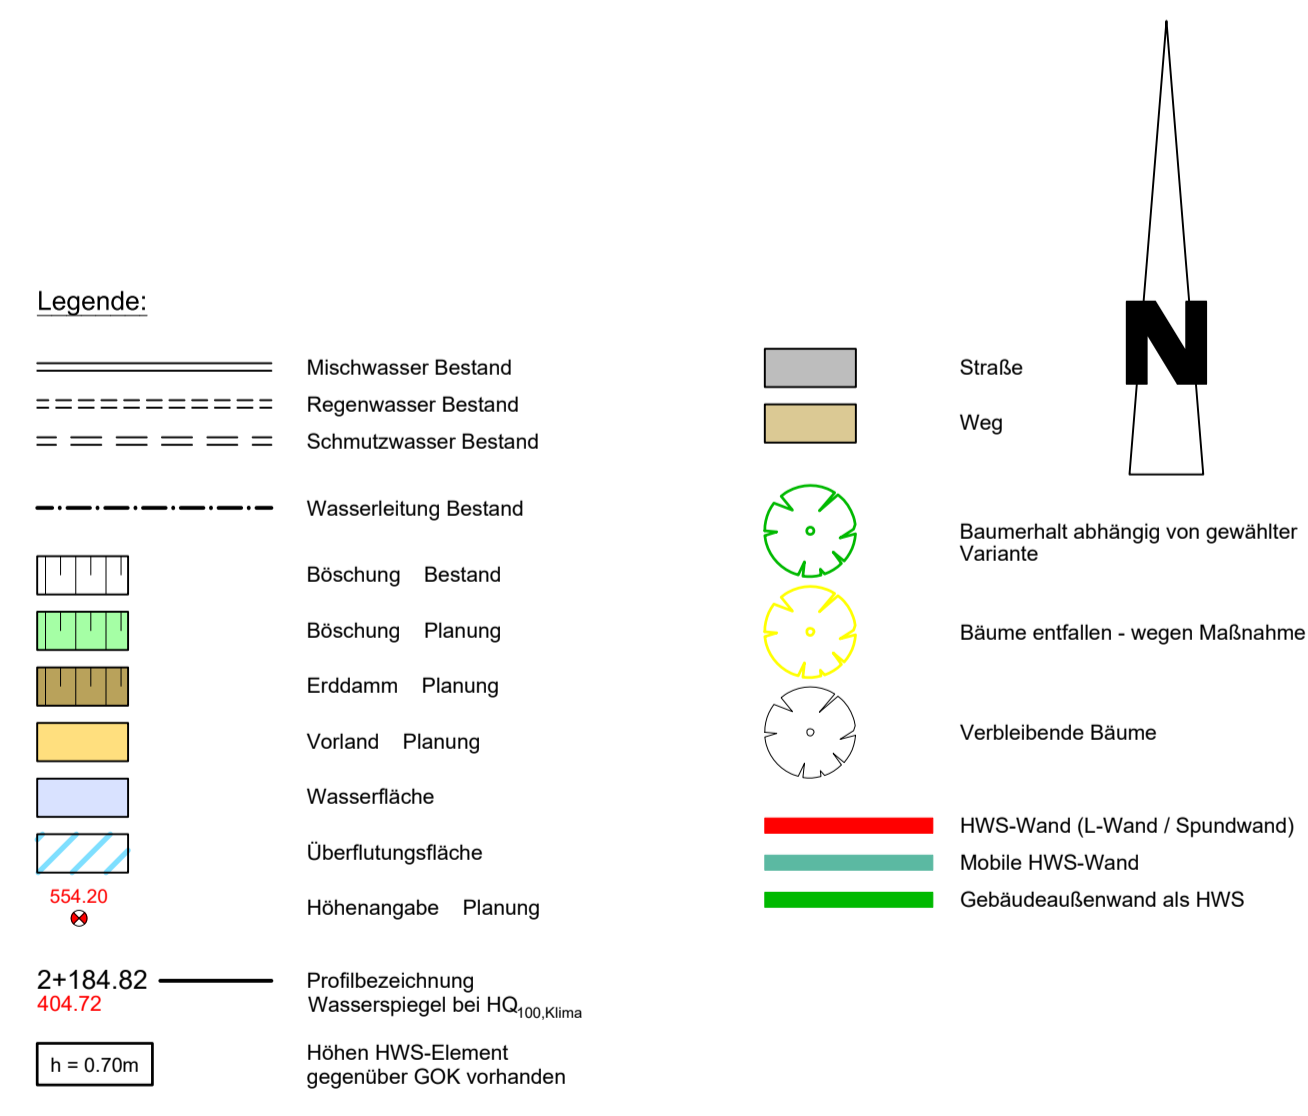 Legende:
Mischwasser Bestand
Regenwasser Bestand
Schmutzwasser Bestand
Wasserleitung Bestand
Böschung Bestand
Böschung Planung
Erddamm Planung
Vorland Planung
Wasserfläche
Überflutungsfläche
554.20
Höhenangabe Planung
2+184.82
404.72
Profilbezeichnung
Wasserspiegel bei HQ100,Klima
h = 0.70m
Höhen HWS-Element
gegenüber GOK vorhanden
N
Straße
Weg
Baumerhalt abhängig von gewählter
Variante
Bäume entfallen - wegen Maßnahme
Verbleibende Bäume
HWS-Wand (L-Wand / Spundwand)
Mobile HWS-Wand
Gebäudeaußenwand als HWS